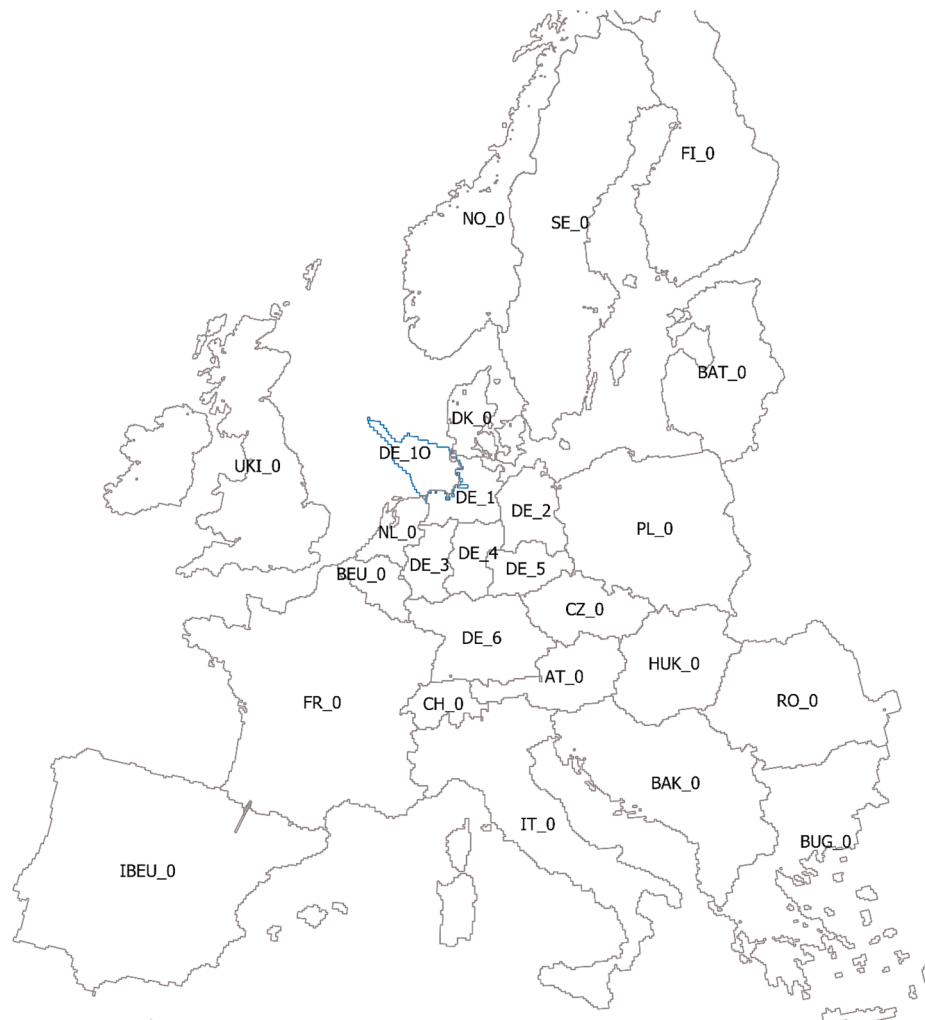 FI_0
NO_0
SE_0
BAT_0
DK_0
DE_1O
UKI_0
DE_1
DE_2
PL_0
NL_0
DE_4
DE_3
DE_5
BEU_0
CZ_0
DE_6
HUK_0
AT_0
RO_0
FR_0
CH_0
BAK_0
IT_0
BUG_0
IBEU_0